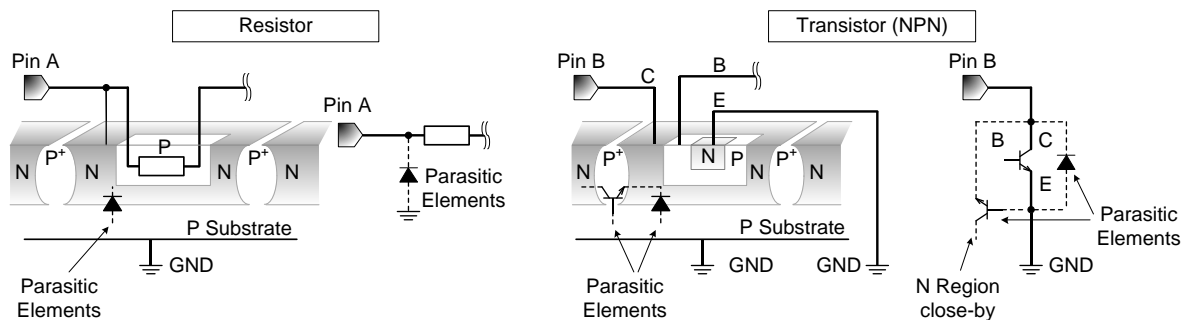 Resistor
Pin A
N
P+
N
P
N
P+
N
P Substrate
GND
Parasitic
Elements
Pin A
Parasitic
Elements
Transistor (NPN)
Pin B
C
B
E
N
P+
N
N
P
N
P+
N
P Substrate
GND
GND
Parasitic
Elements
Pin B
B
C
E
Parasitic
Elements
GND
N Region
close-by